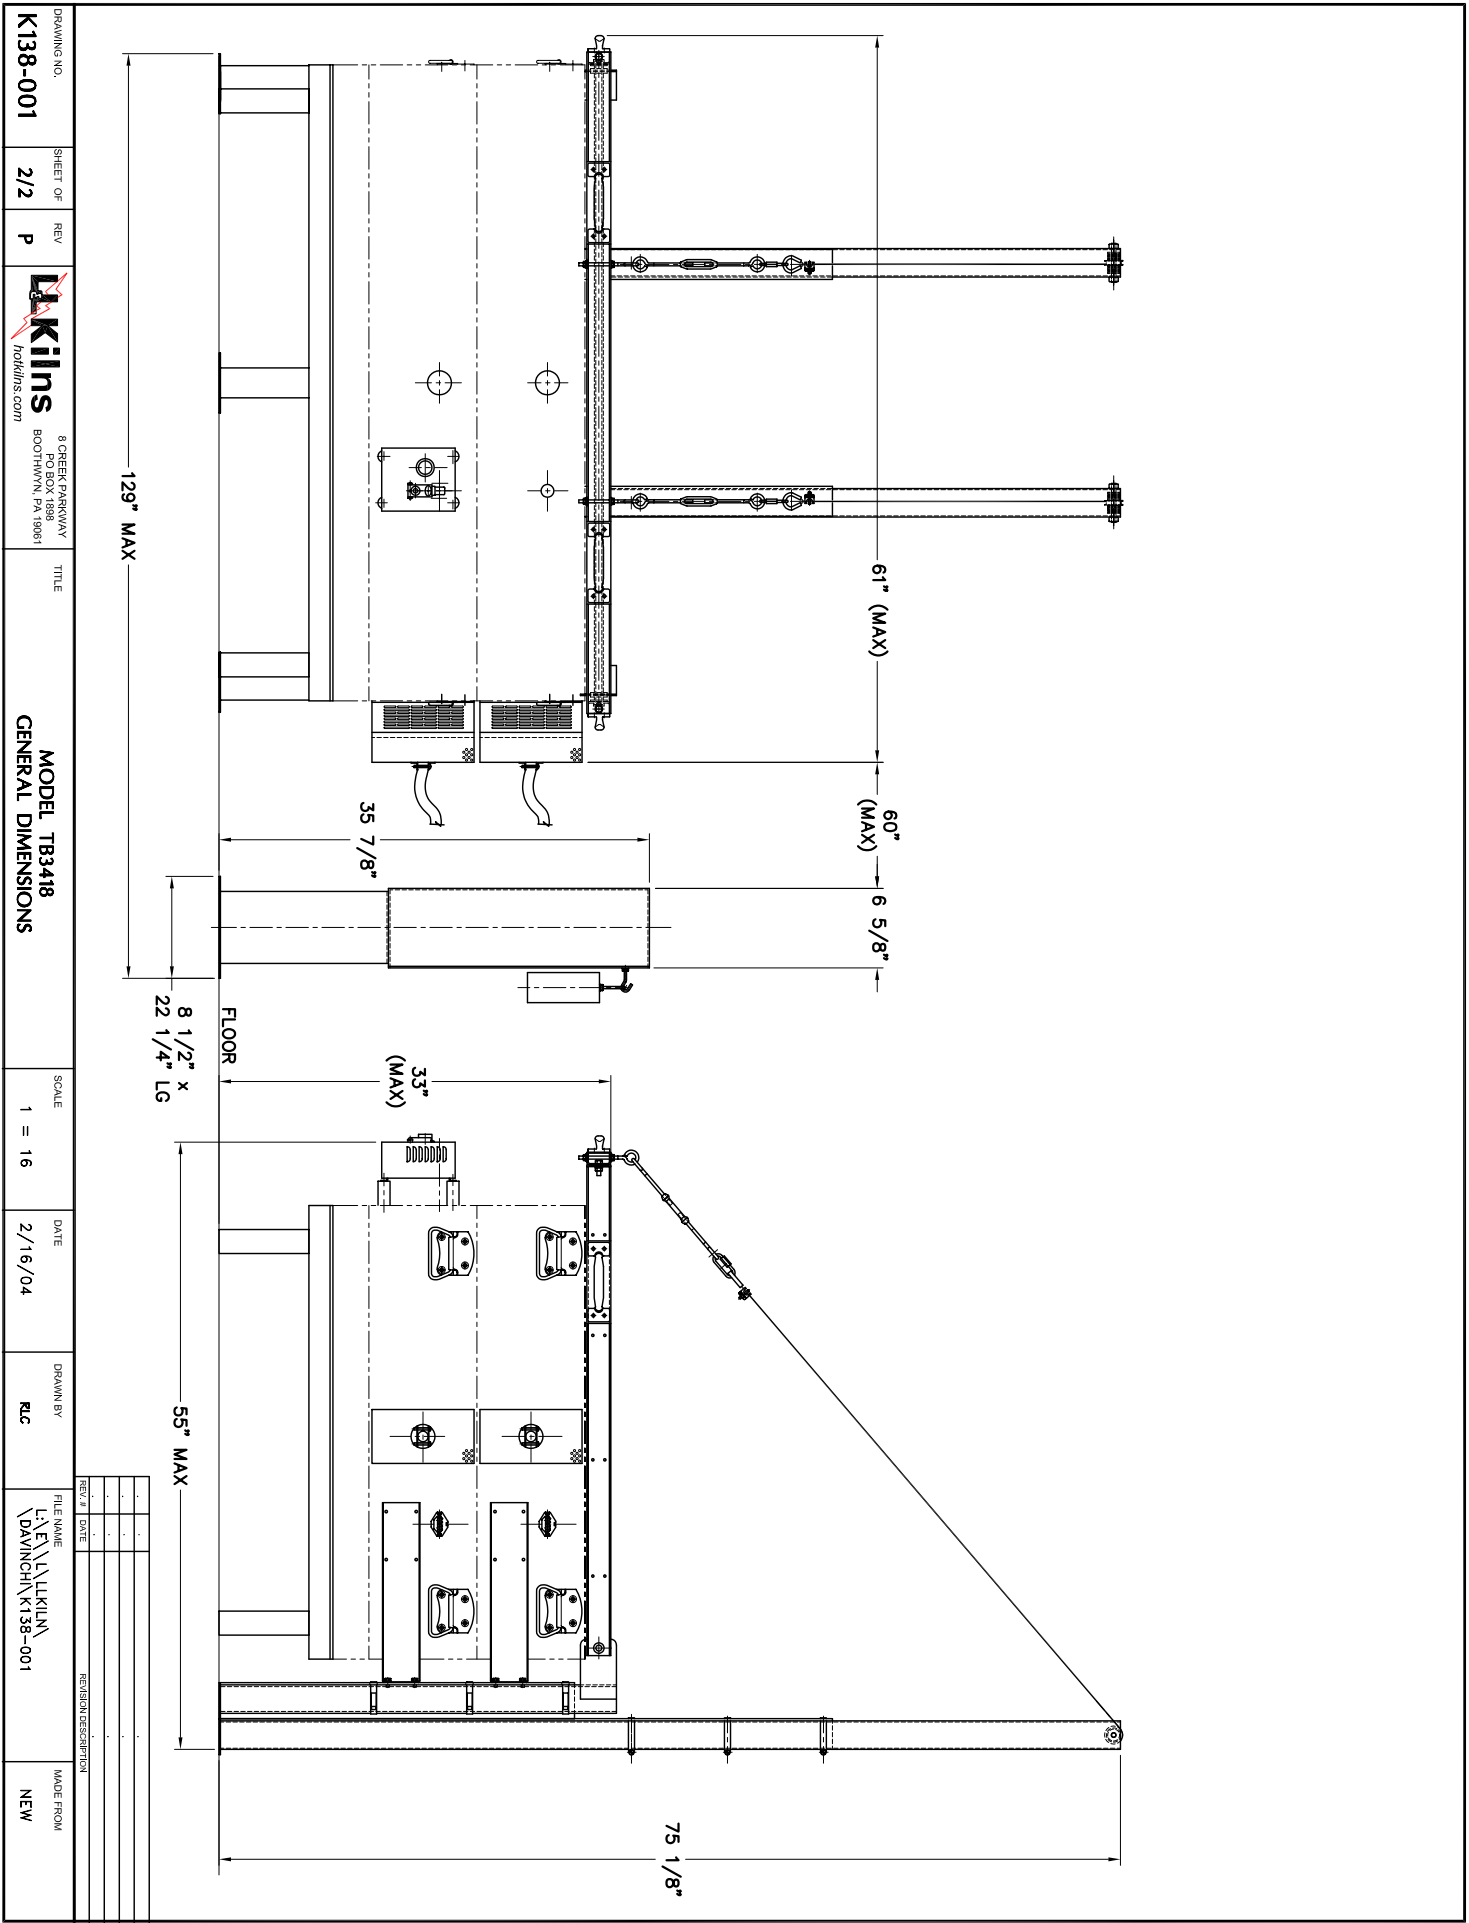 61" (MAX)
60"
(MAX)
6 5/8"
35 7/8"
129" MAX
8 1/2" x
22 1/4" LG
FLOOR
33"
(MAX)
55" MAX
75 1/8"
REV. # DATE REVISION DESCRIPTION
DRAWING NO.
K138-001
SHEET OF
2/2
REV
P
L&L Kilns
hotkilns.com
8 CREEK PARKWAY
PO BOX 1898
BOOTHWYN, PA 19061
TITLE
MODEL TB3418
GENERAL DIMENSIONS
SCALE
1 = 16
DATE
2/16/04
DRAWN BY
RLC
FILE NAME
L:\E\\L\LLKILN\
\DAVINCHI\K138-001
MADE FROM
NEW